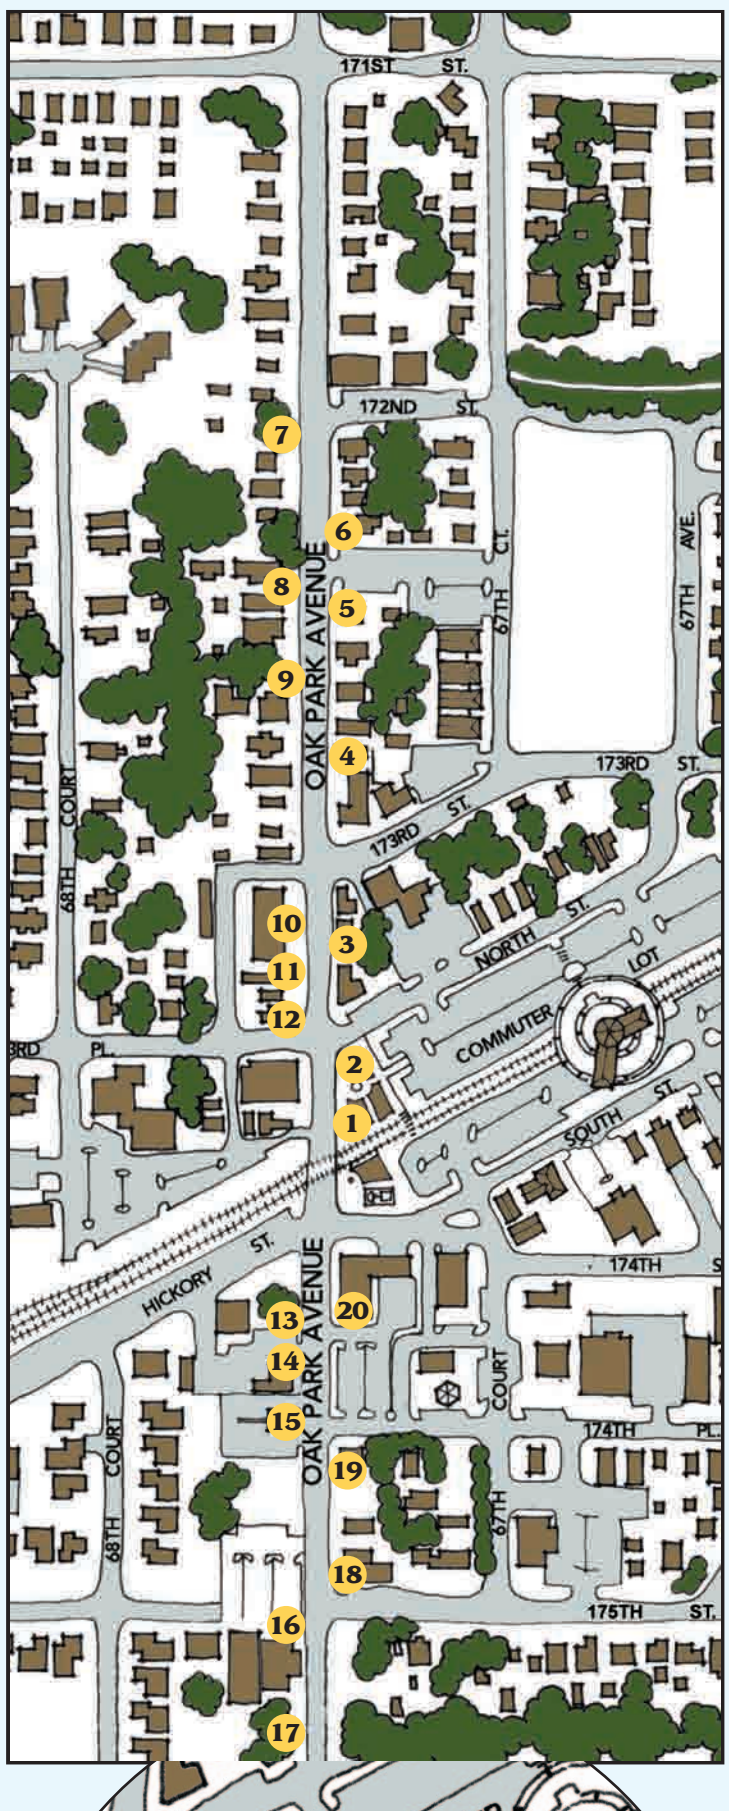 171ST ST.
172ND ST.
7
6
CT.
AVE.
OAK PARK AVENUE
8
5
67TH
67TH
9
4
173RD ST.
173RD ST.
68TH COURT
10
3
NORTH ST.
11
LOT
12
COMMUTER
3RD PL.
2
1
SOUTH ST.
HICKORY ST.
174TH S
OAK PARK AVENUE
13
20
14
COURT
15
174TH PL.
68TH COURT
19
67TH
18
175TH ST.
16
17